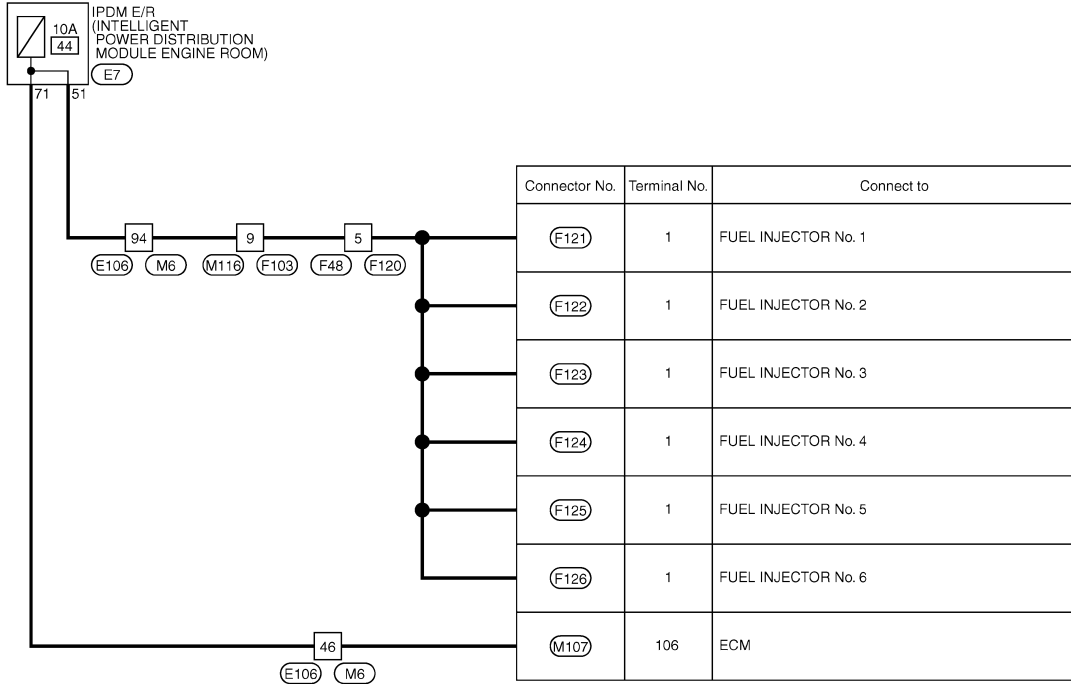 IPDM E/R
(INTELLIGENT
POWER DISTRIBUTION
MODULE ENGINE ROOM)
10A
44
E7
71 51
Connector No. Terminal No. Connect to
94 9 5
E106 M6 M116 F103 F48 F120
F121 1 FUEL INJECTOR No. 1
F122 1 FUEL INJECTOR No. 2
F123 1 FUEL INJECTOR No. 3
F124 1 FUEL INJECTOR No. 4
F125 1 FUEL INJECTOR No. 5
F126 1 FUEL INJECTOR No. 6
46
E106 M6
M107 106 ECM